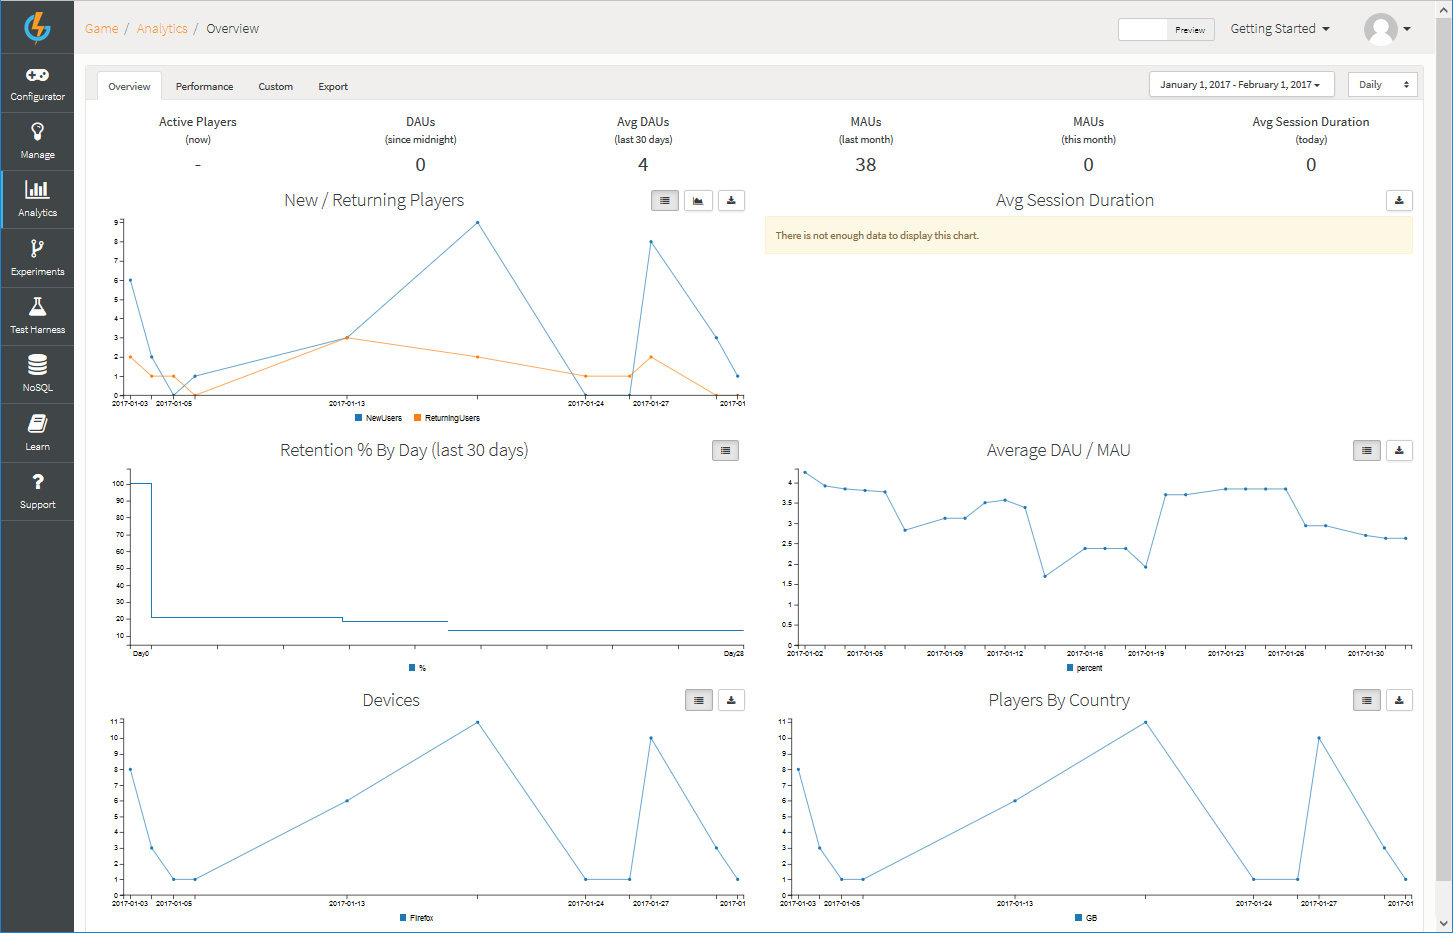 Game / Analytics / Overview
Preview
Getting Started
Configurator
Manage
Analytics
Experiments
Test Harness
NoSQL
Learn
Support
Overview Performance Custom Export
January 1, 2017 - February 1, 2017
Daily
Active Players
(now)
-
DAUs
(since midnight)
0
Avg DAUs
(last 30 days)
4
MAUs
(last month)
38
MAUs
(this month)
0
Avg Session Duration
(today)
0
New / Returning Players
9
8
7
6
5
4
3
2
1
0
2017-01-03 2017-01-05 2017-01-13 2017-01-24 2017-01-27 2017-01
NewUsers ReturningUsers
Avg Session Duration
There is not enough data to display this chart.
Retention % By Day (last 30 days)
100
90
80
70
60
50
40
30
20
10
Day0 Day28
%
Average DAU / MAU
4
3.5
3
2.5
2
1.5
1
0.5
0
2017-01-02 2017-01-05 2017-01-09 2017-01-12 2017-01-16 2017-01-19 2017-01-23 2017-01-26 2017-01-30
percent
Devices
11
10
9
8
7
6
5
4
3
2
1
0
2017-01-03 2017-01-05 2017-01-13 2017-01-24 2017-01-27 2017-01
Firefox
Players By Country
11
10
9
8
7
6
5
4
3
2
1
0
2017-01-03 2017-01-05 2017-01-13 2017-01-24 2017-01-27 2017-01
GB